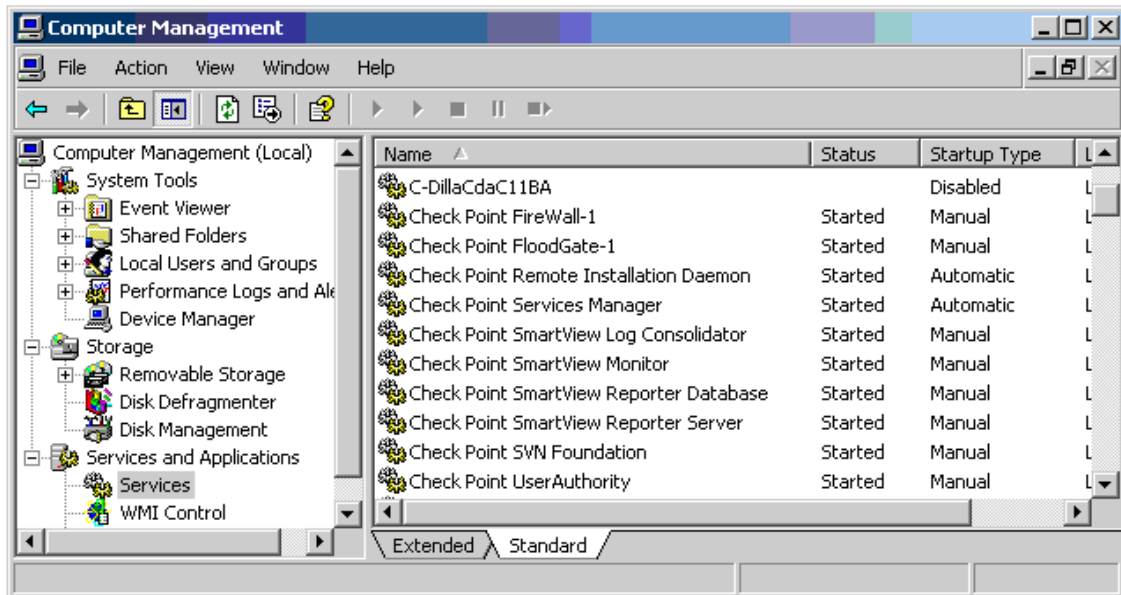 Computer Management
File Action View Window Help
Computer Management (Local)
System Tools
Event Viewer
Shared Folders
Local Users and Groups
Performance Logs and Ale
Device Manager
Storage
Removable Storage
Disk Defragmenter
Disk Management
Services and Applications
Services
WMI Control
Name Status Startup Type L
C-DillaCdaC11BA Disabled L
Check Point FireWall-1 Started Manual L
Check Point FloodGate-1 Started Manual L
Check Point Remote Installation Daemon Started Automatic L
Check Point Services Manager Started Automatic L
Check Point SmartView Log Consolidator Started Manual L
Check Point SmartView Monitor Started Manual L
Check Point SmartView Reporter Database Started Manual L
Check Point SmartView Reporter Server Started Manual L
Check Point SVN Foundation Started Manual L
Check Point UserAuthority Started Manual L
Extended Standard